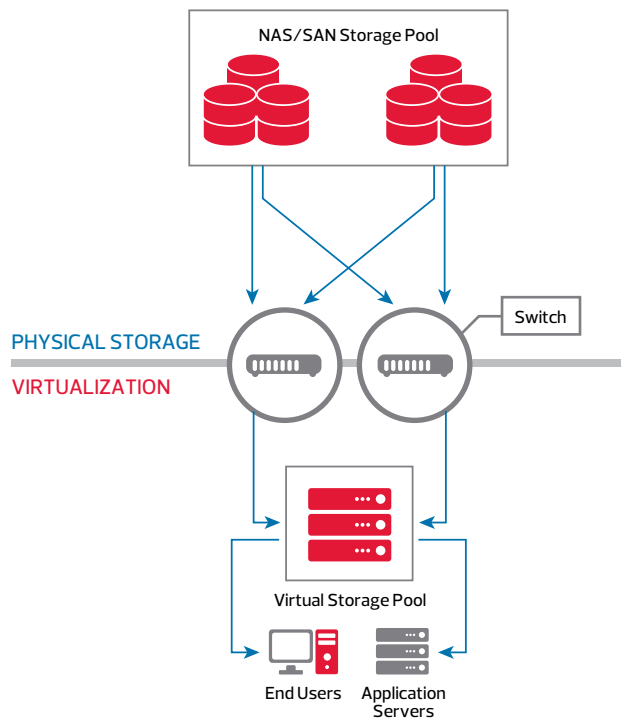 NAS/SAN Storage Pool
Switch
PHYSICAL STORAGE
VIRTUALIZATION
Virtual Storage Pool
End Users
Application
Servers